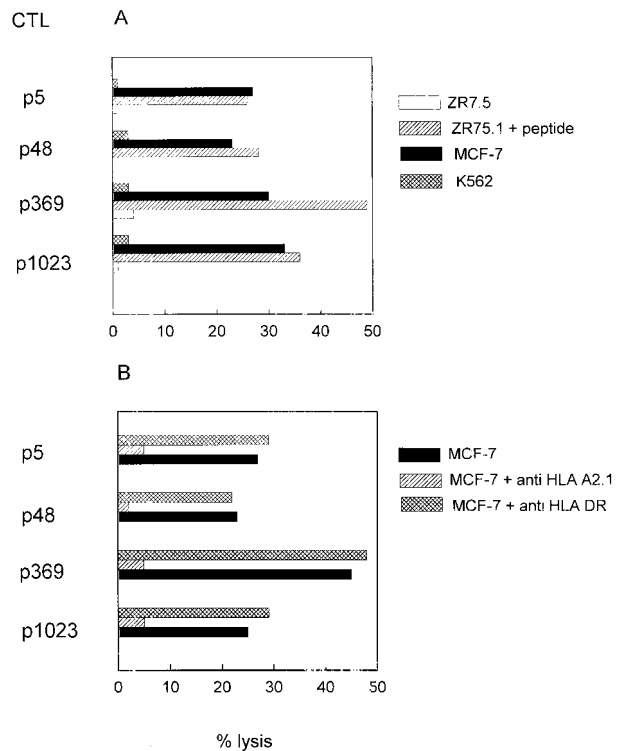 CTL
A
p5
p48
p369
p1023
0 10 20 30 40 50
ZR7.5
ZR75.1 + peptide
MCF-7
K562
B
p5
p48
p369
p1023
0 10 20 30 40 50
MCF-7
MCF-7 + anti HLA A2.1
MCF-7 + anti HLA DR
% lysis